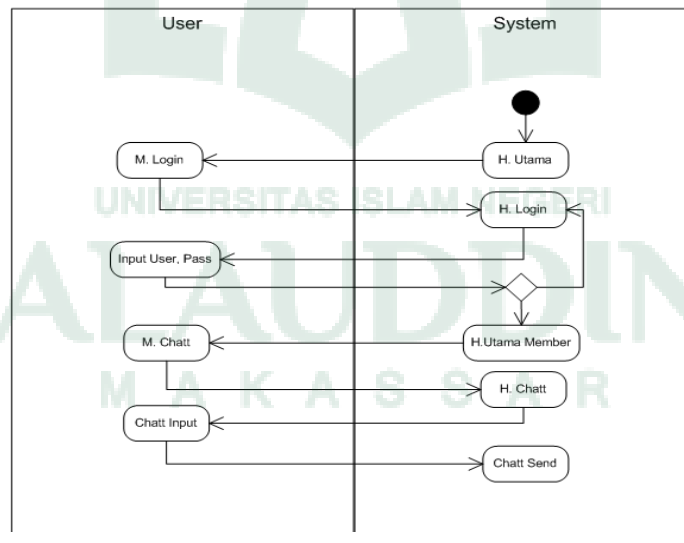 User
System
H. Utama
M. Login
UNIVERSITAS ISLAM NEGERI
H. Login
Input User, Pass
ALAUDDIN
M. Chatt
H.Utama Member
MAKASSAR
H. Chatt
Chatt Input
Chatt Send